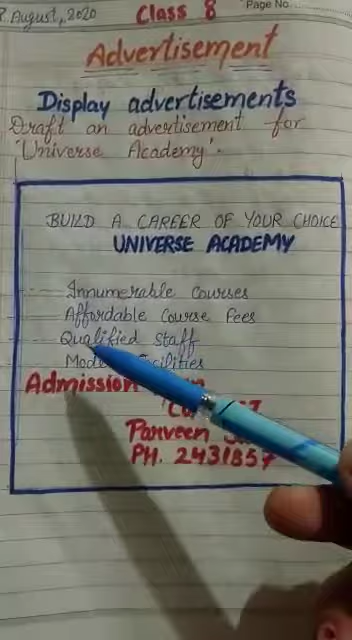 August, 2020
Class 8
Page No.
Advertisement
Display advertisements
Draft an advertisement for
'Universe Academy'.
BUILD A CAREER OF YOUR CHOICE
UNIVERSE ACADEMY
Innumerable Courses
Affordable Course Fees
Qualified Staff
Facilities
Admission
Parveen
PH. 2431857